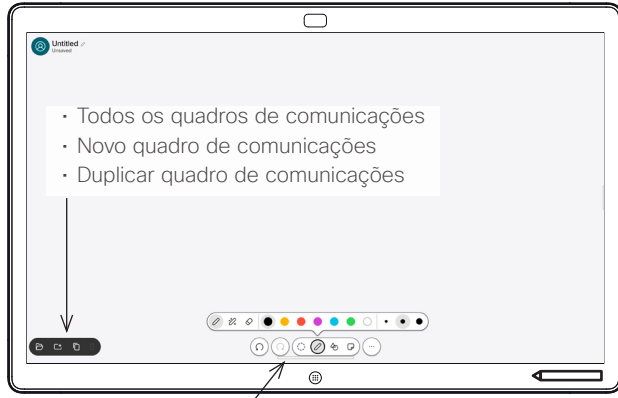 Untitled
Unsaved
· Todos os quadros de comunicações
· Novo quadro de comunicações
· Duplicar quadro de comunicações